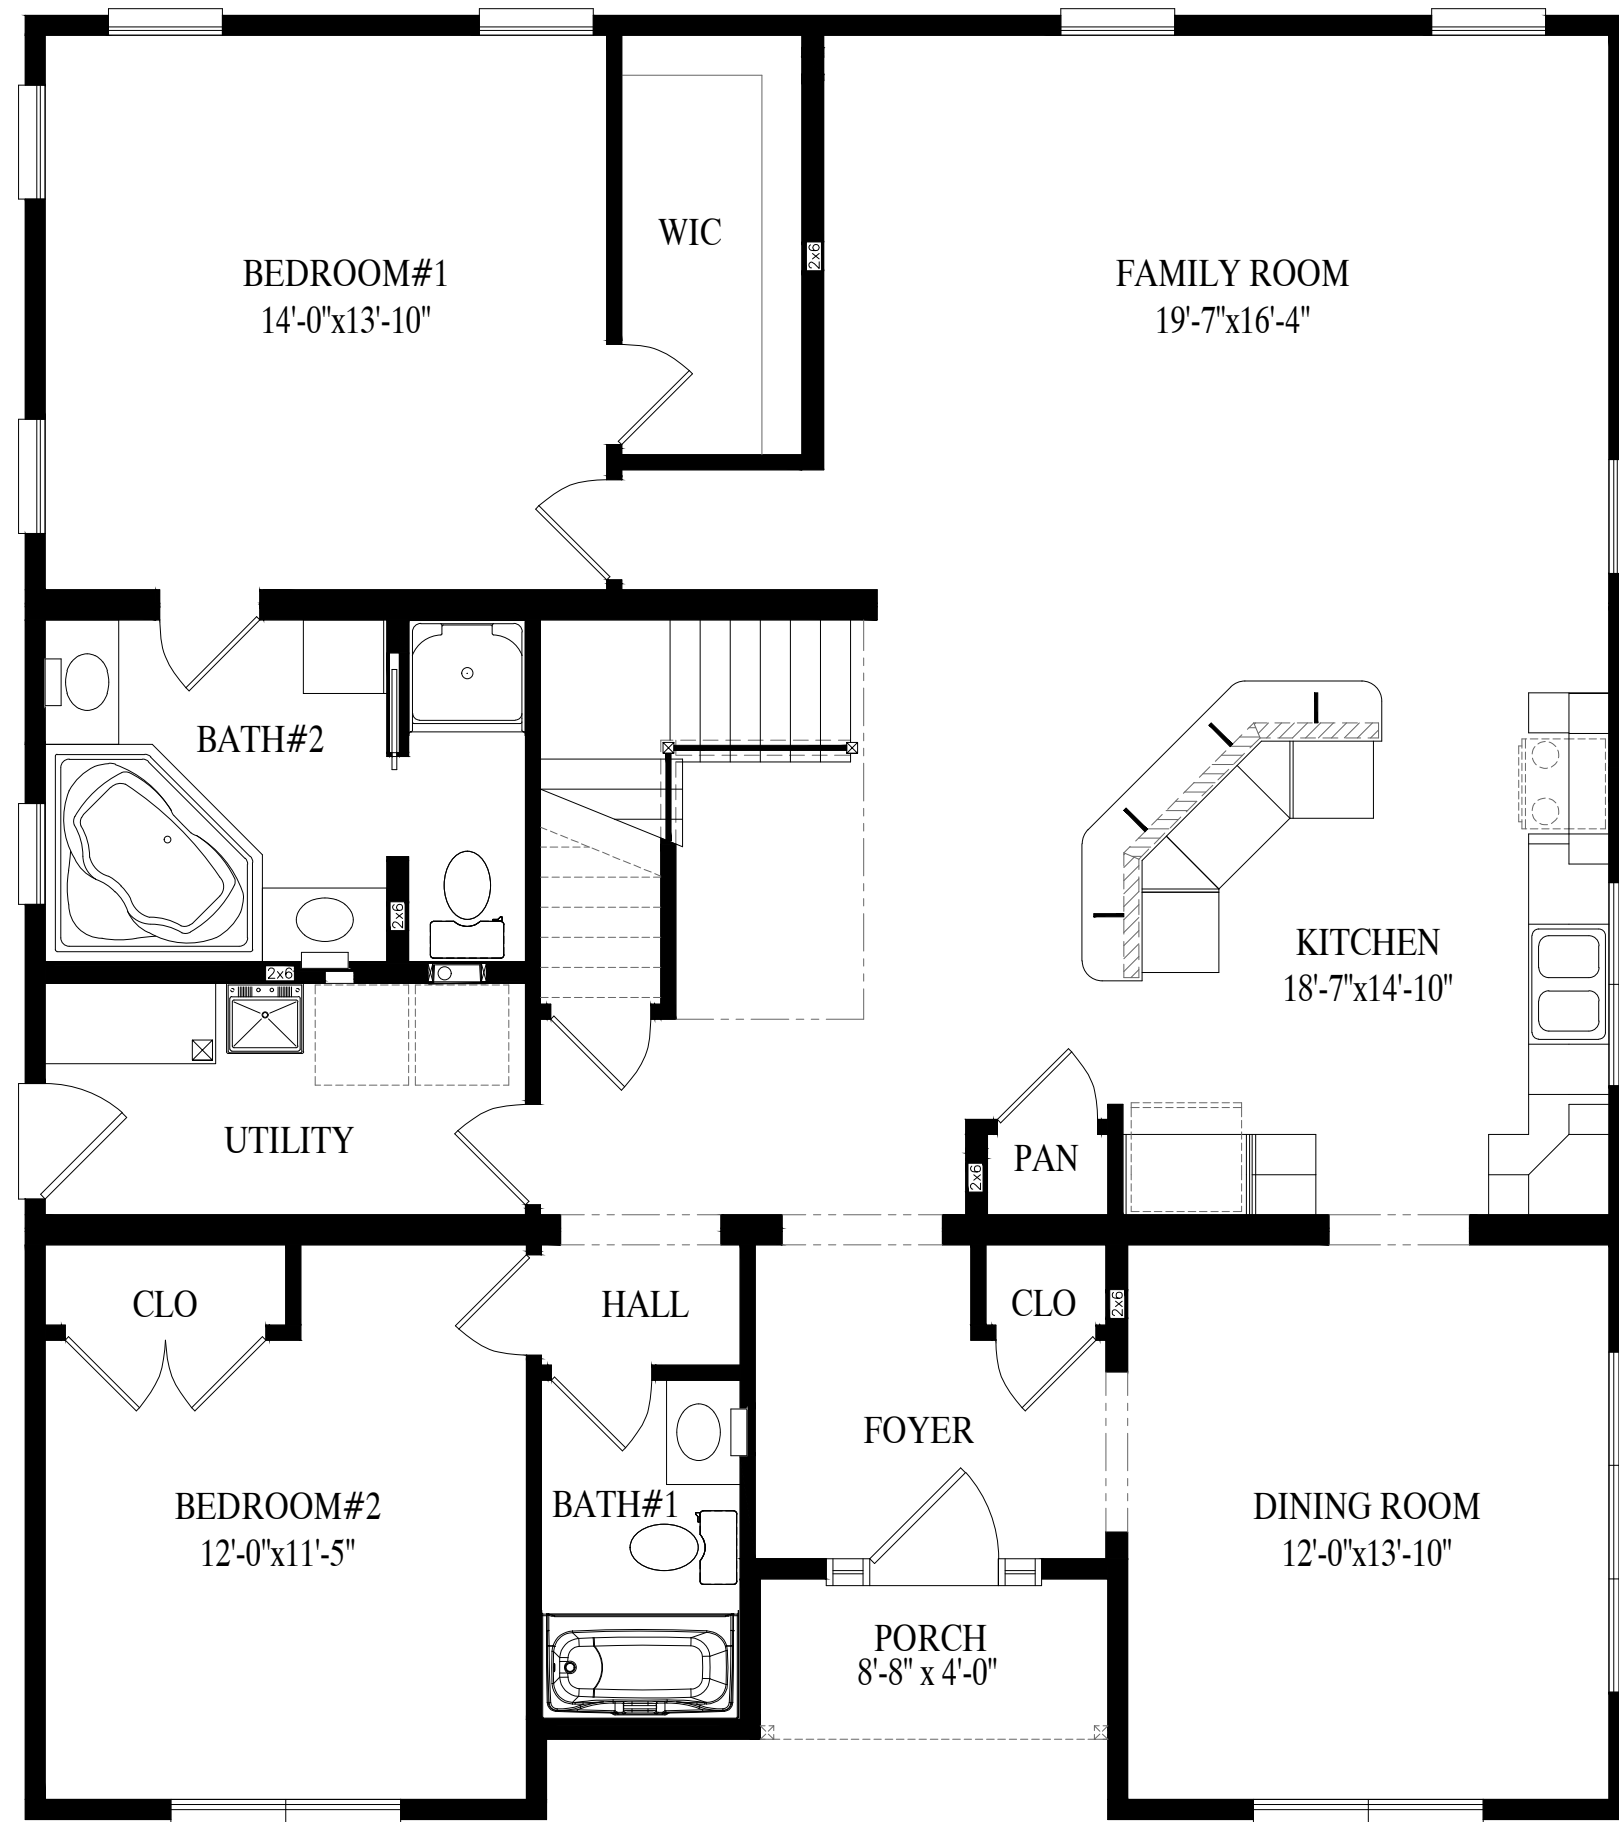 WIC
2x6
BEDROOM#1
14'-0"x13'-10"
FAMILY ROOM
19'-7"x16'-4"
BATH#2
2x6
2x6
KITCHEN
18'-7"x14'-10"
UTILITY
PAN
2x6
CLO
HALL
CLO
2x6
FOYER
BEDROOM#2
12'-0"x11'-5"
BATH#1
DINING ROOM
12'-0"x13'-10"
PORCH
8'-8" x 4'-0"